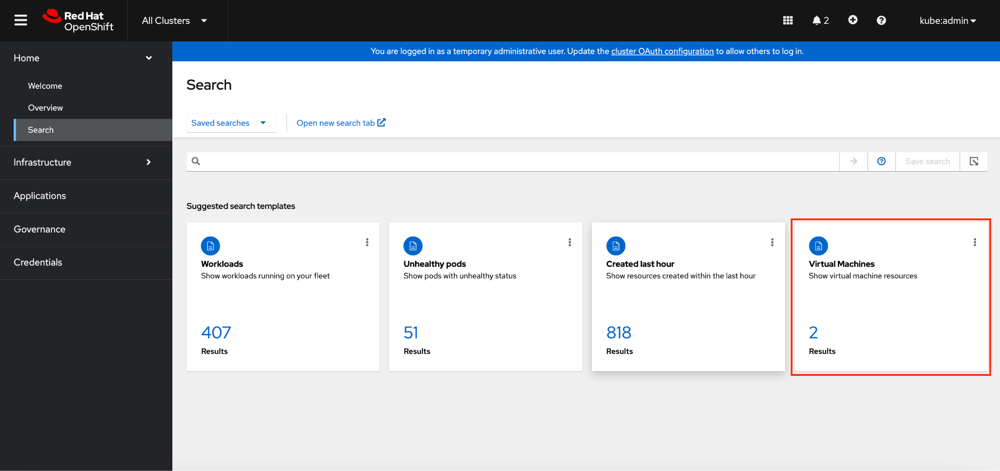 Red Hat
OpenShift
All Clusters
2
kube:admin
You are logged in as a temporary administrative user. Update the cluster OAuth configuration to allow others to log in.
Home
Welcome
Overview
Search
Infrastructure
Applications
Governance
Credentials
Search
Saved searches
Open new search tab
Save search
Suggested search templates
Workloads
Show workloads running on your fleet
407
Results
Unhealthy pods
Show pods with unhealthy status
51
Results
Created last hour
Show resources created within the last hour
818
Results
Virtual Machines
Show virtual machine resources
2
Results